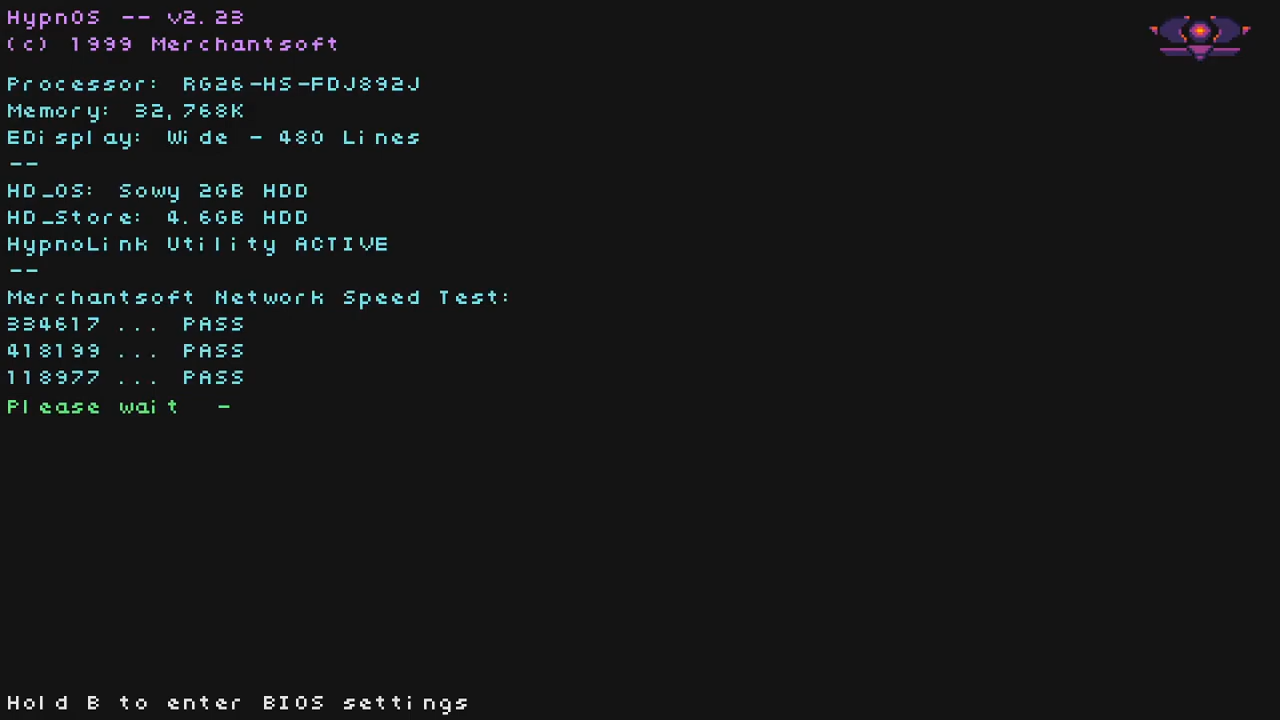 HypnOS -- v2.23
(c) 1999 Merchantsoft
Processor: RG26-HS-FDJ892J
Memory: 32,768K
EDisplay: Wide - 480 Lines
--
HD_OS: Sowy 2GB HDD
HD_Store: 4.6GB HDD
HypnoLink Utility ACTIVE
--
Merchantsoft Network Speed Test:
334617 ... PASS
418199 ... PASS
118977 ... PASS
Please wait -
Hold B to enter BIOS settings